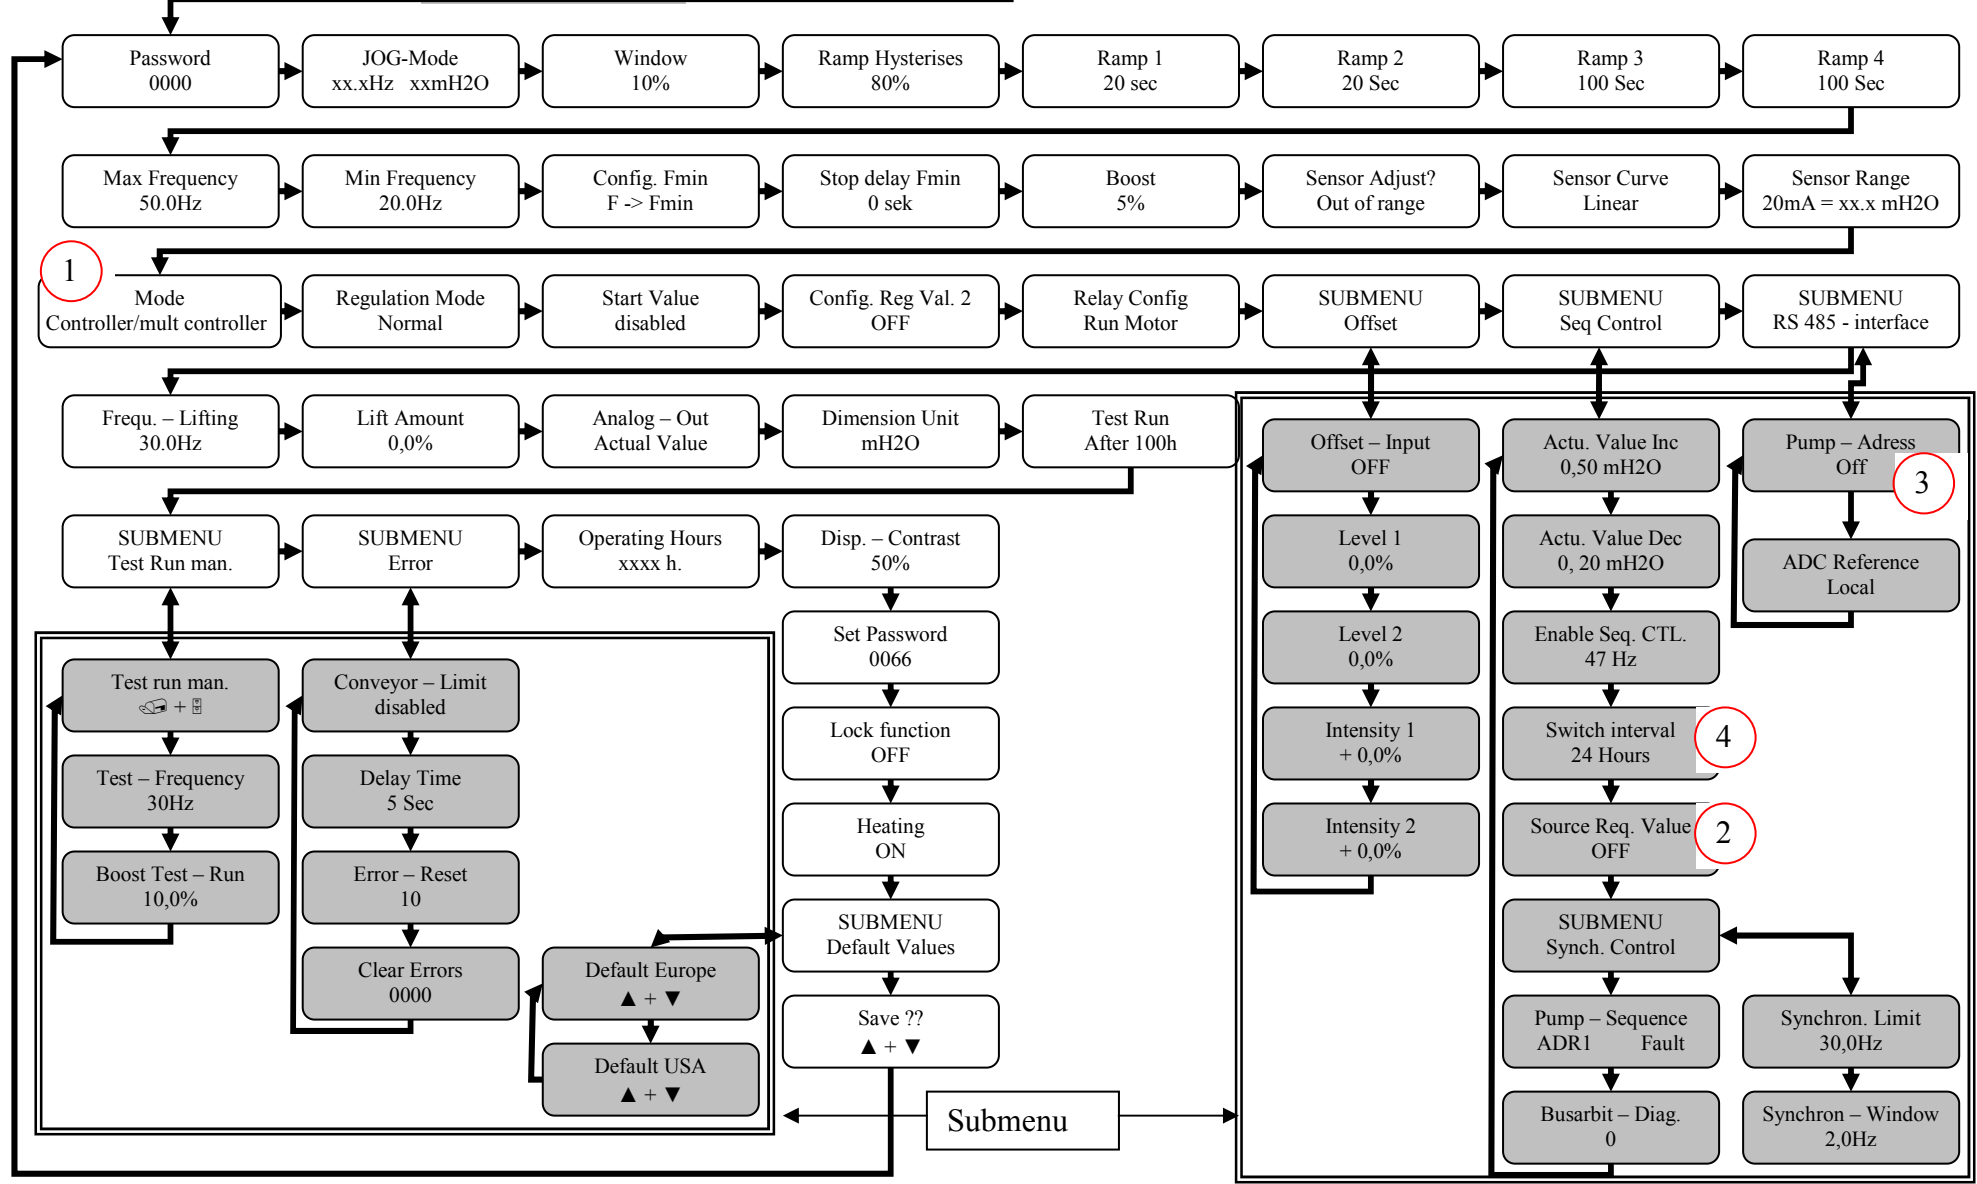 Password
0000
JOG-Mode
xx.xHz xxmH2O
Window
10%
Ramp Hysterises
80%
Ramp 1
20 sec
Ramp 2
20 Sec
Ramp 3
100 Sec
Ramp 4
100 Sec
Max Frequency
50.0Hz
Min Frequency
20.0Hz
Config. Fmin
F -> Fmin
Stop delay Fmin
0 sek
Boost
5%
Sensor Adjust?
Out of range
Sensor Curve
Linear
Sensor Range
20mA = xx.x mH2O
1
Mode
Controller/mult controller
Regulation Mode
Normal
Start Value
disabled
Config. Reg Val. 2
OFF
Relay Config
Run Motor
SUBMENU
Offset
SUBMENU
Seq Control
SUBMENU
RS 485 - interface
Frequ. – Lifting
30.0Hz
Lift Amount
0,0%
Analog – Out
Actual Value
Dimension Unit
mH2O
Test Run
After 100h
SUBMENU
Test Run man.
SUBMENU
Error
Operating Hours
xxxx h.
Disp. – Contrast
50%
Set Password
0066
Lock function
OFF
Heating
ON
SUBMENU
Default Values
Save ??
▲ + ▼
Test run man.
+
Test – Frequency
30Hz
Boost Test – Run
10,0%
Conveyor – Limit
disabled
Delay Time
5 Sec
Error – Reset
10
Clear Errors
0000
Default Europe
▲ + ▼
Default USA
▲ + ▼
Submenu
Offset – Input
OFF
Level 1
0,0%
Level 2
0,0%
Intensity 1
+ 0,0%
Intensity 2
+ 0,0%
Actu. Value Inc
0,50 mH2O
Actu. Value Dec
0, 20 mH2O
Enable Seq. CTL.
47 Hz
Switch interval
24 Hours
4
Source Req. Value
OFF
2
SUBMENU
Synch. Control
Pump – Sequence
ADR1 Fault
Busarbit – Diag.
0
Pump – Adress
Off
3
ADC Reference
Local
Synchron. Limit
30,0Hz
Synchron – Window
2,0Hz